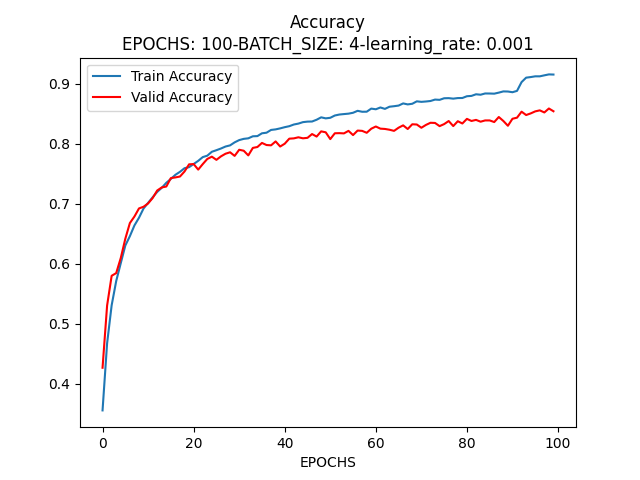 Accuracy
EPOCHS: 100-BATCH_SIZE: 4-learning_rate: 0.001
Train Accuracy
Valid Accuracy
0.9
0.8
0.7
0.6
0.5
0.4
0 20 40 60 80 100
EPOCHS